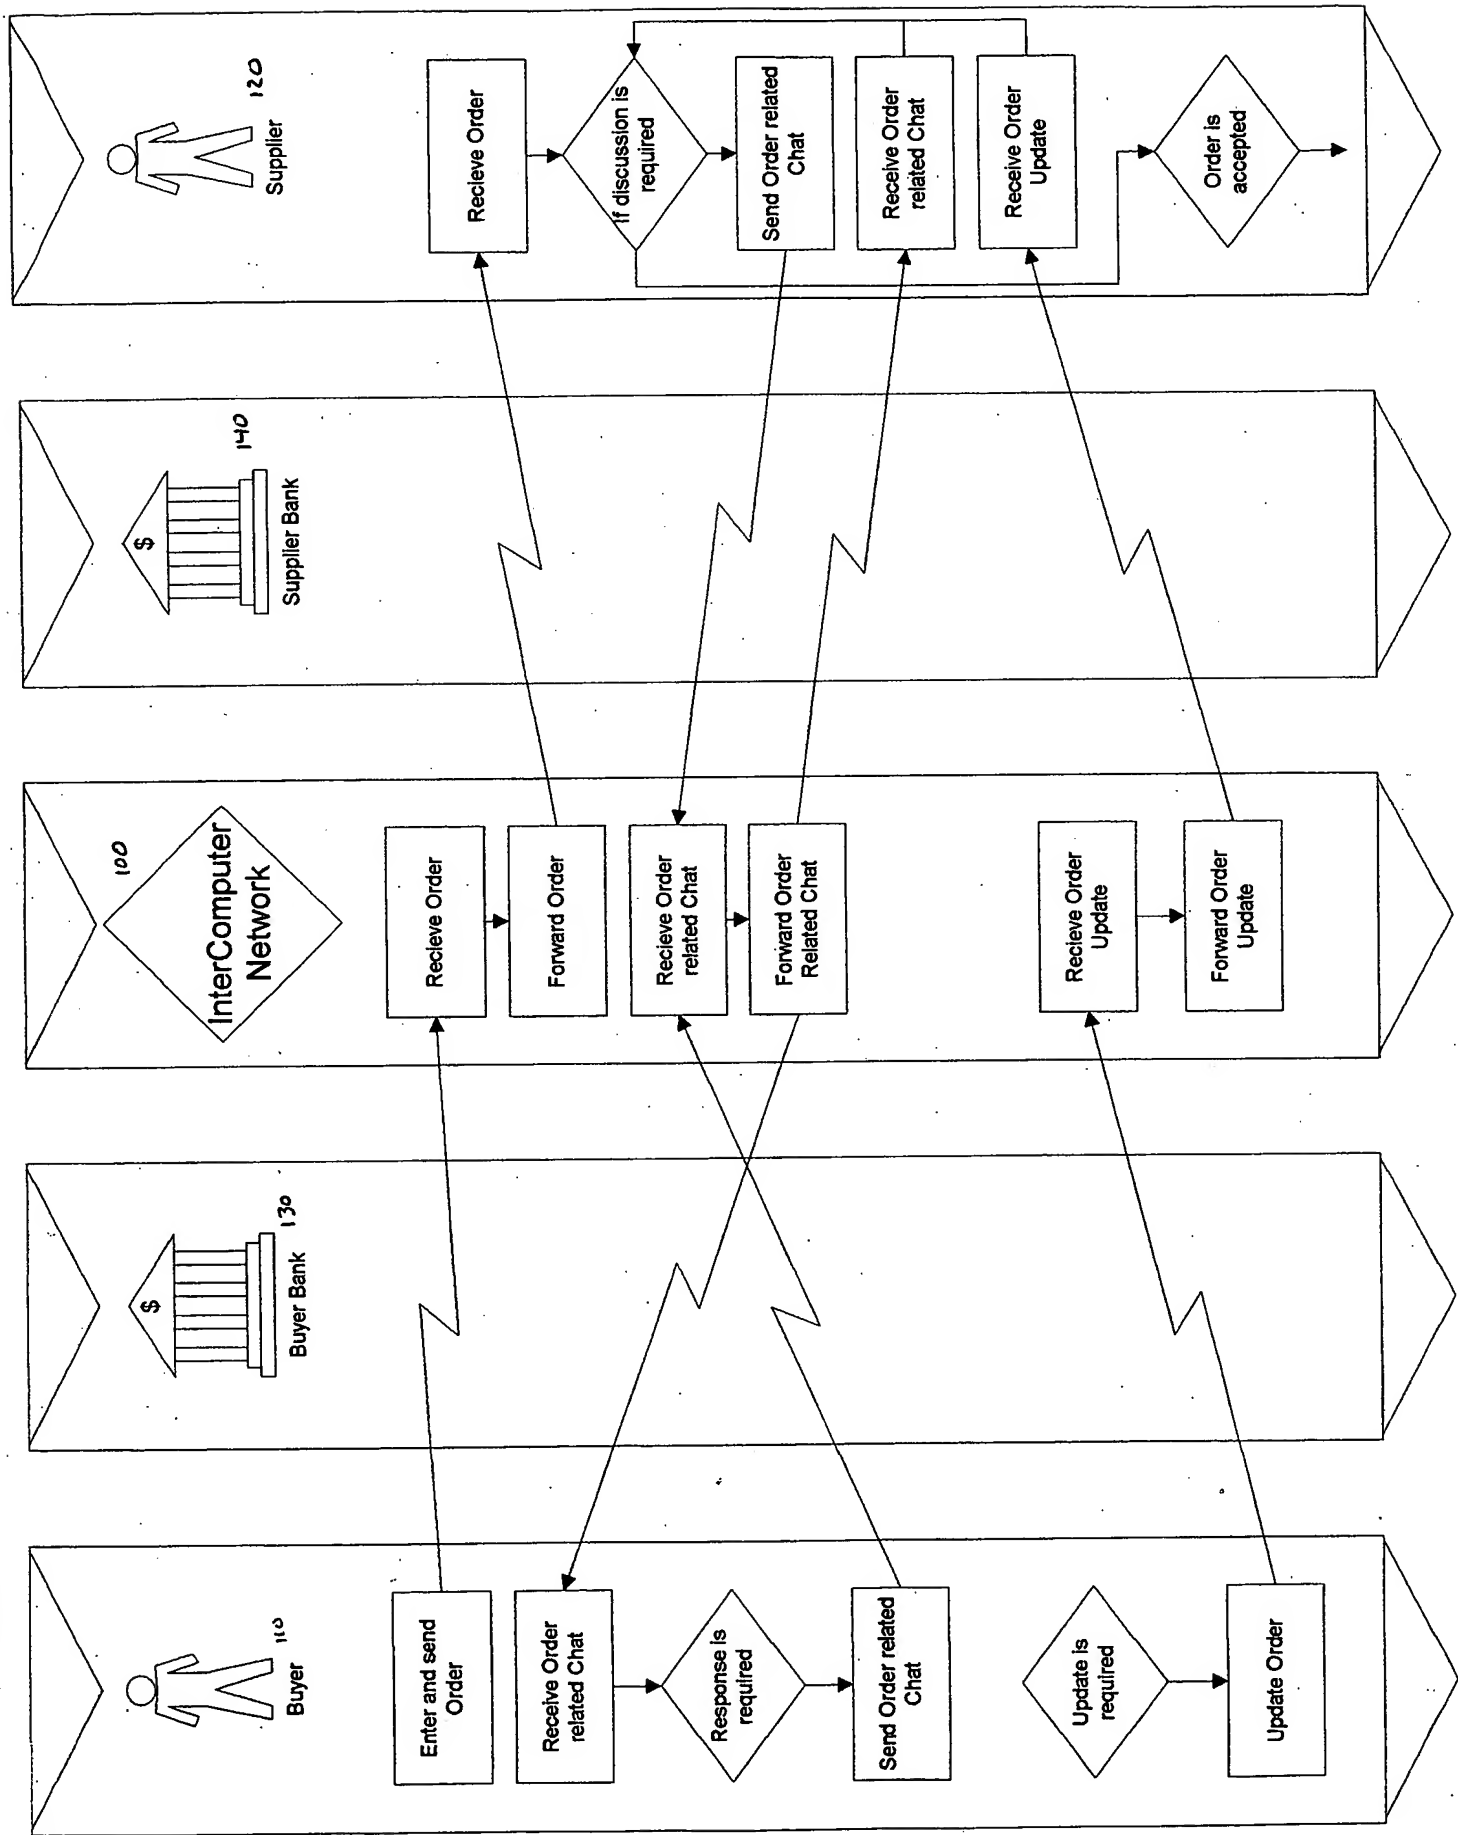 110
Buyer
Enter and send
Order
Receive Order
related Chat
Response is
required
Send Order related
Chat
Update is
required
Update Order
$
130
Buyer Bank
100
InterComputer
Network
Recieve Order
Forward Order
Recieve Order
related Chat
Forward Order
Related Chat
Recieve Order
Update
Forward Order
Update
$
140
Supplier Bank
120
Supplier
Recieve Order
If discussion is
required
Send Order related
Chat
Receive Order
related Chat
Receive Order
Update
Order is
accepted